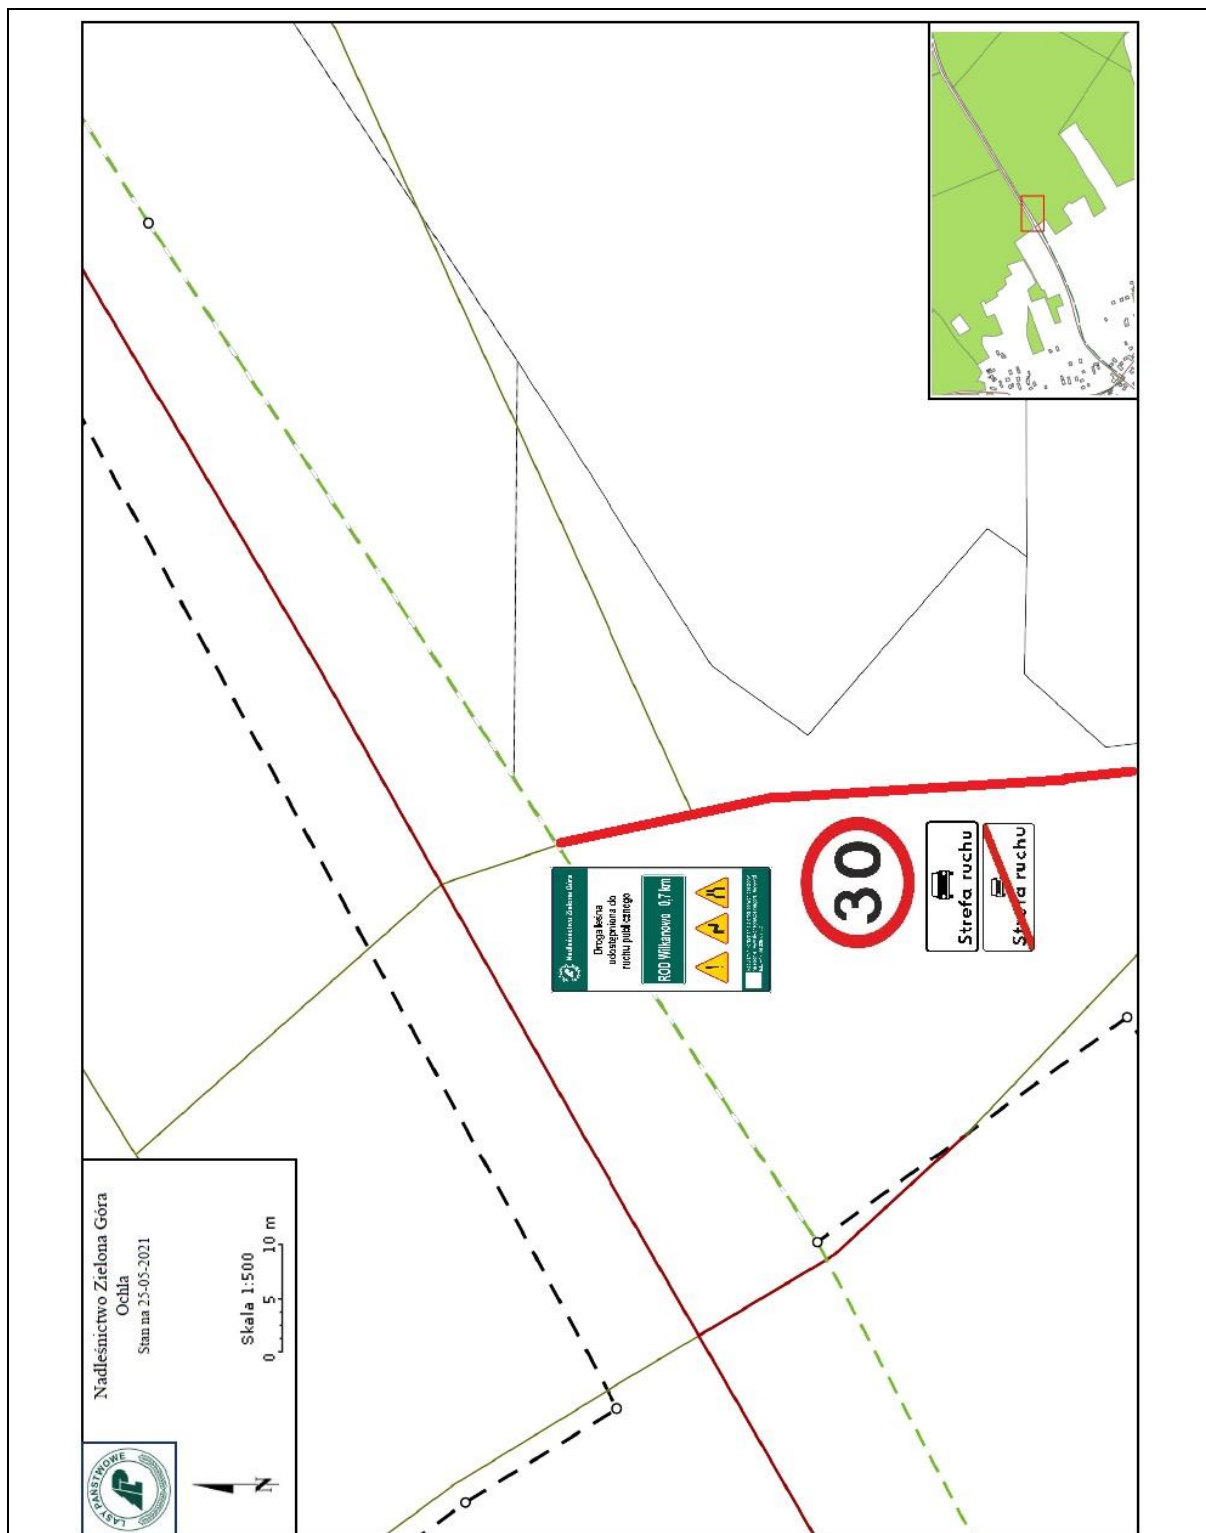 Nadleśnictwo Zielona Góra
Droga leśna
udostępniona do
ruchu publicznego
ROD Wilkanowo 0,7 km
30
Strefa ruchu
Strefa ruchu
Nadleśnictwo Zielona Góra
Ochla
Stan na 25-05-2021
Skala 1:500
0 5 10 m
LASY PAŃSTWOWE
N